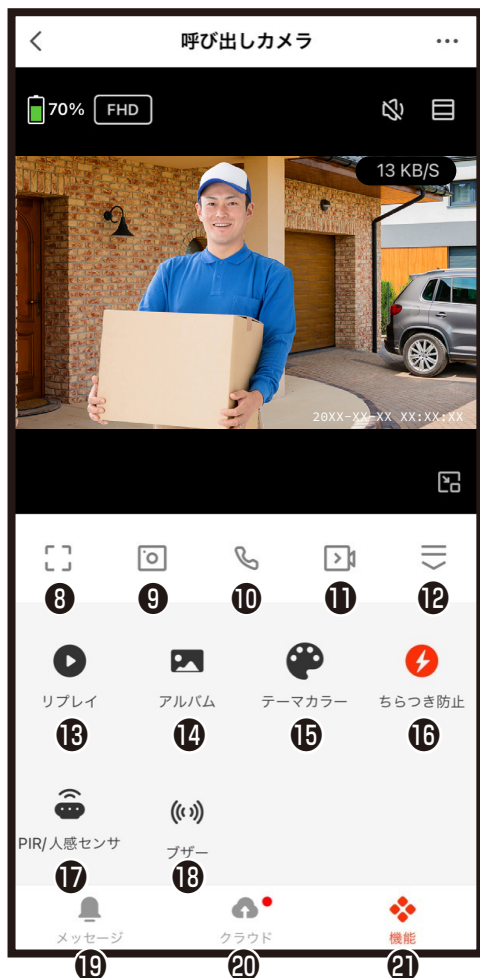 呼び出しカメラ
70% FHD
13 KB/S
20XX-XX-XX XX:XX:XX
⑧ ⑨ ⑩ ⑪ ⑫
リプレイ アルバム テーマカラー ちらつき防止
⑬ ⑭ ⑮ ⑯
PIR/人感センサ ブザー
⑰ ⑱
メッセージ クラウド 機能
⑲ ⑳ ㉑